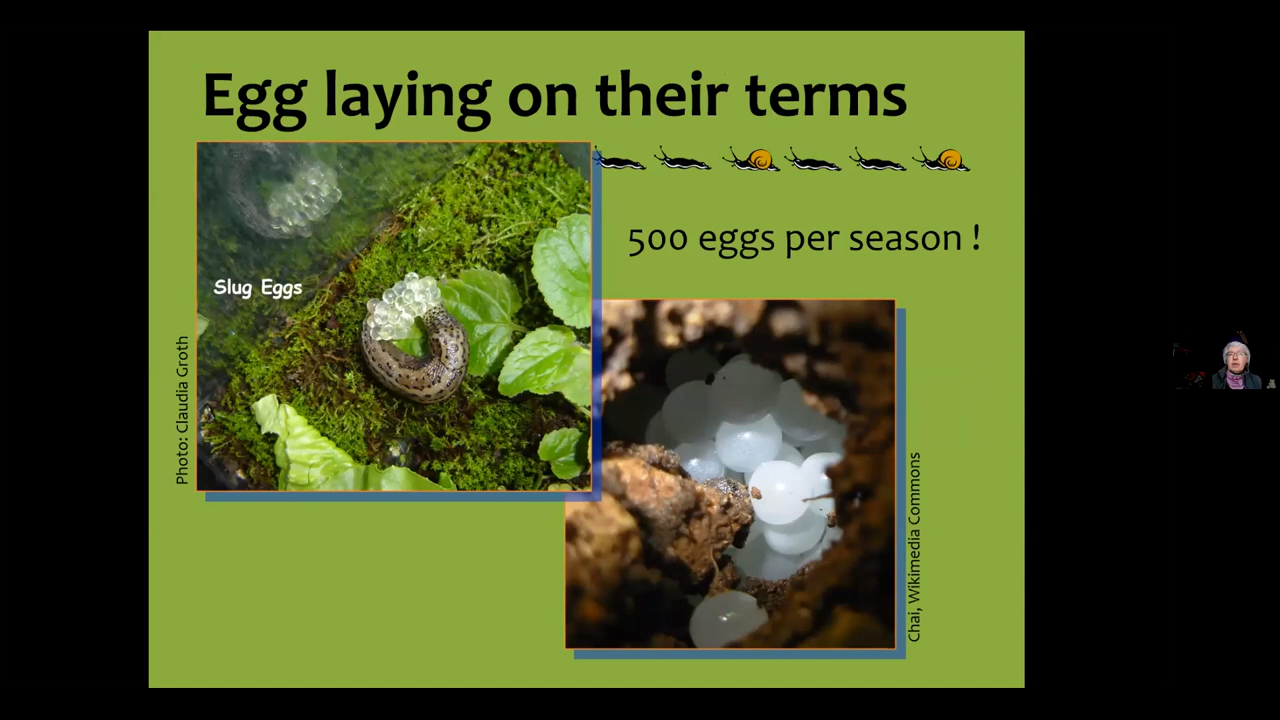 Egg laying on their terms
500 eggs per season !
Slug Eggs
Photo: Claudia Groth
Chai, Wikimedia Commons